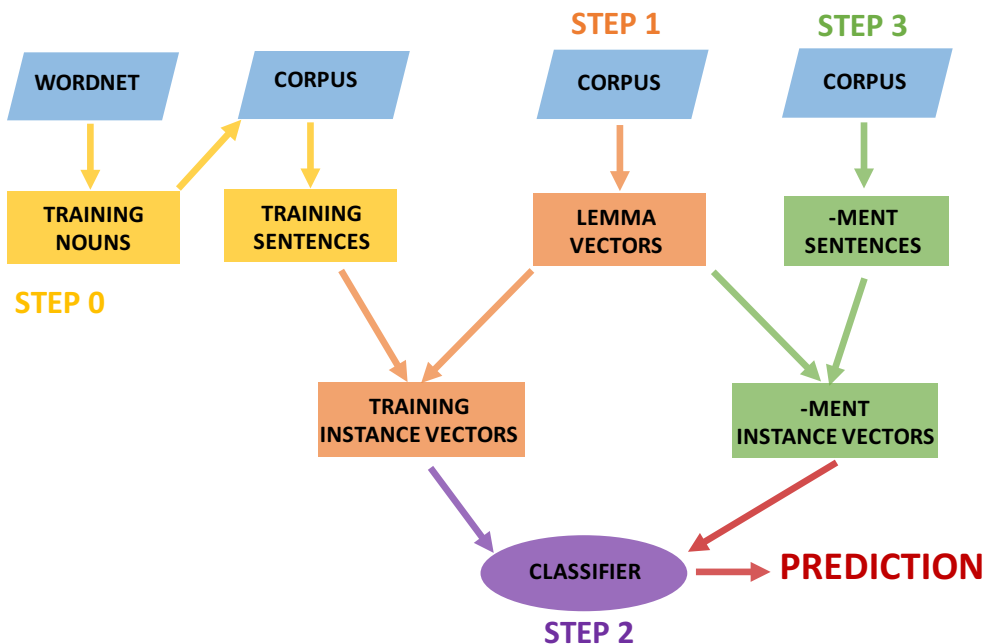 STEP 1
STEP 3
WORDNET
CORPUS
CORPUS
CORPUS
TRAINING
NOUNS
TRAINING
SENTENCES
LEMMA
VECTORS
-MENT
SENTENCES
STEP 0
TRAINING
INSTANCE VECTORS
-MENT
INSTANCE VECTORS
CLASSIFIER
PREDICTION
STEP 2